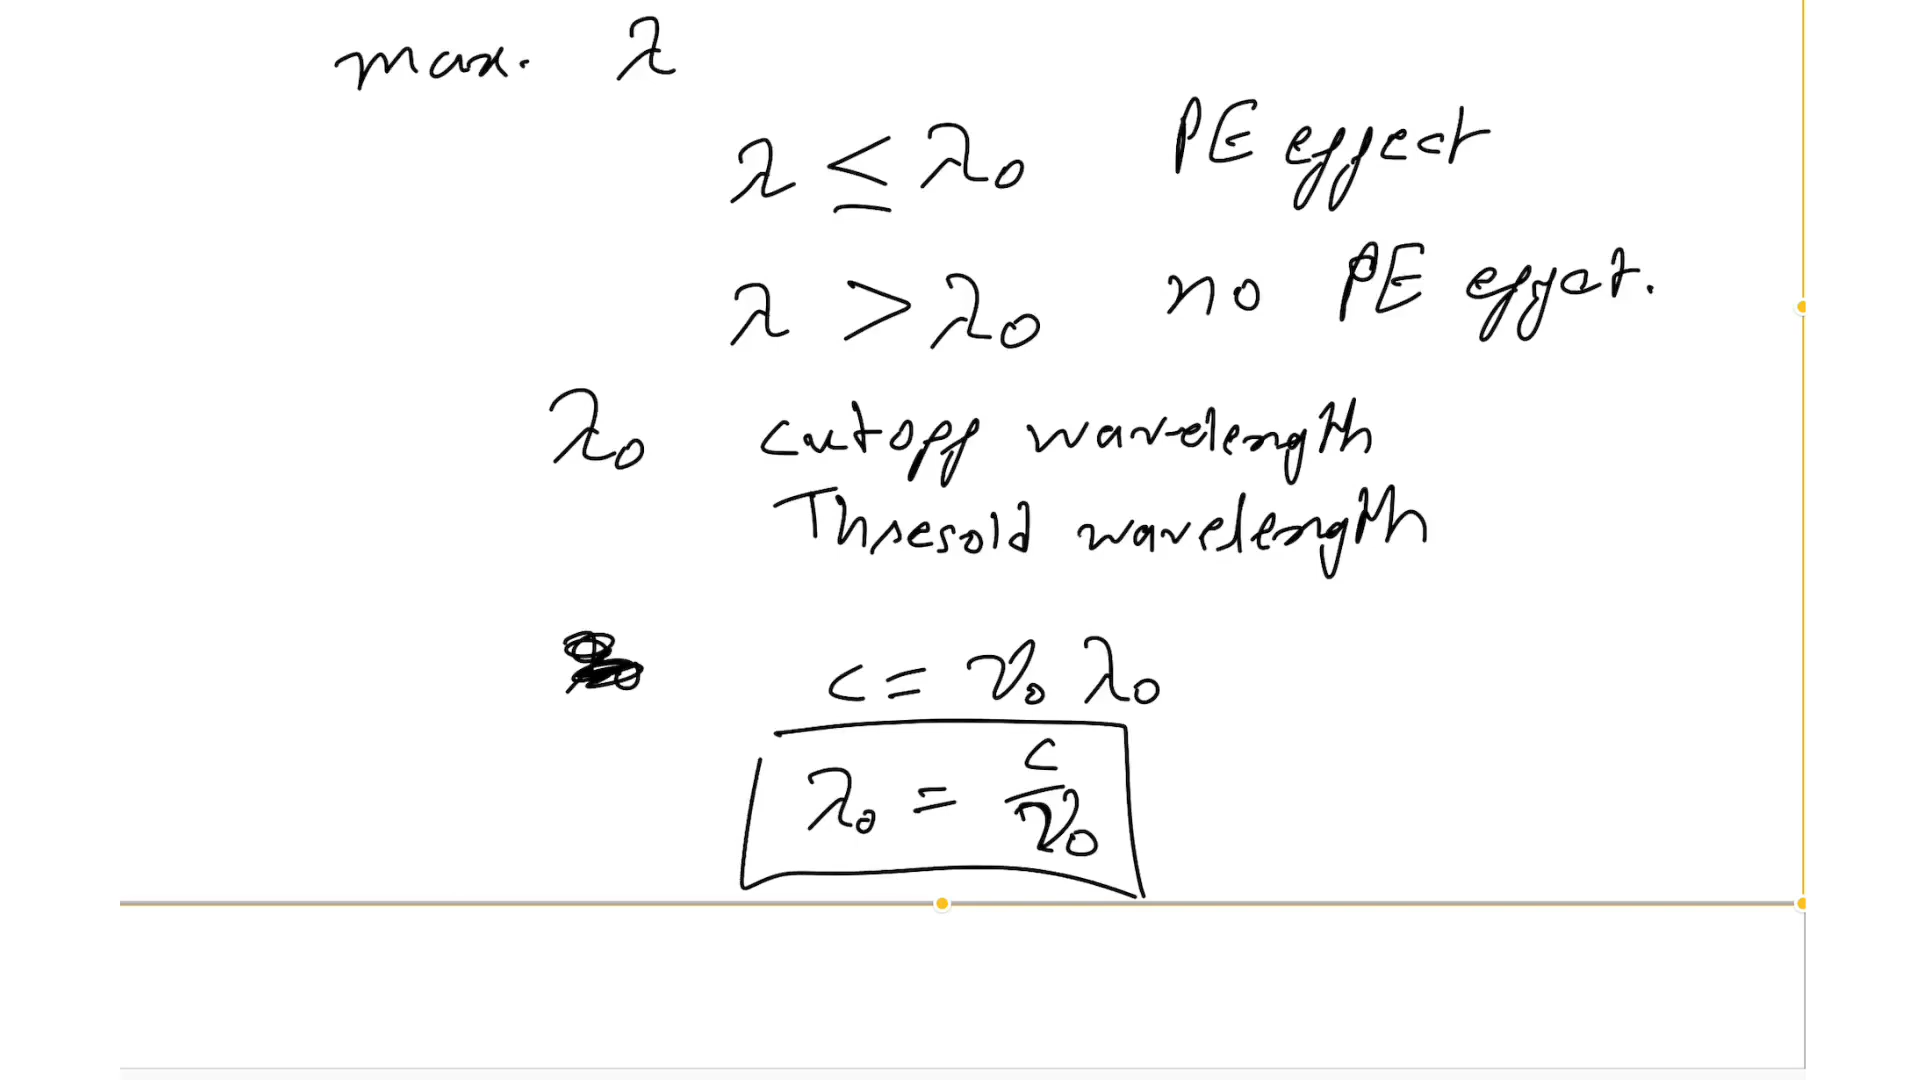 max. λ
λ ≤ λ₀ PE effect
λ > λ₀ no PE effect.
λ₀ cutoff wavelength
Thresold wavelength
c = ν₀ λ₀
λ₀ = c/ν₀